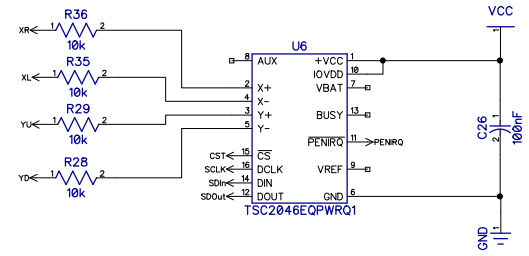 R36
XR 1 2
10k
R35
XL 1 2
10k
R29
YU 1 2
10k
R28
YD 1 2
10k
U6
8 AUX +VCC 1
IOVDD 10
VBAT 7
2 X+
4 X-
3 Y+ BUSY 13
5 Y-
PENIRQ 11 PENIRQ
CST 15 CS
SCLK 16 DCLK VREF 9
SDIn 14 DIN
SDOut 12 DOUT GND 6
TSC2046EQPWRQ1
VCC
1
1
C26
100nF
2
1
GND